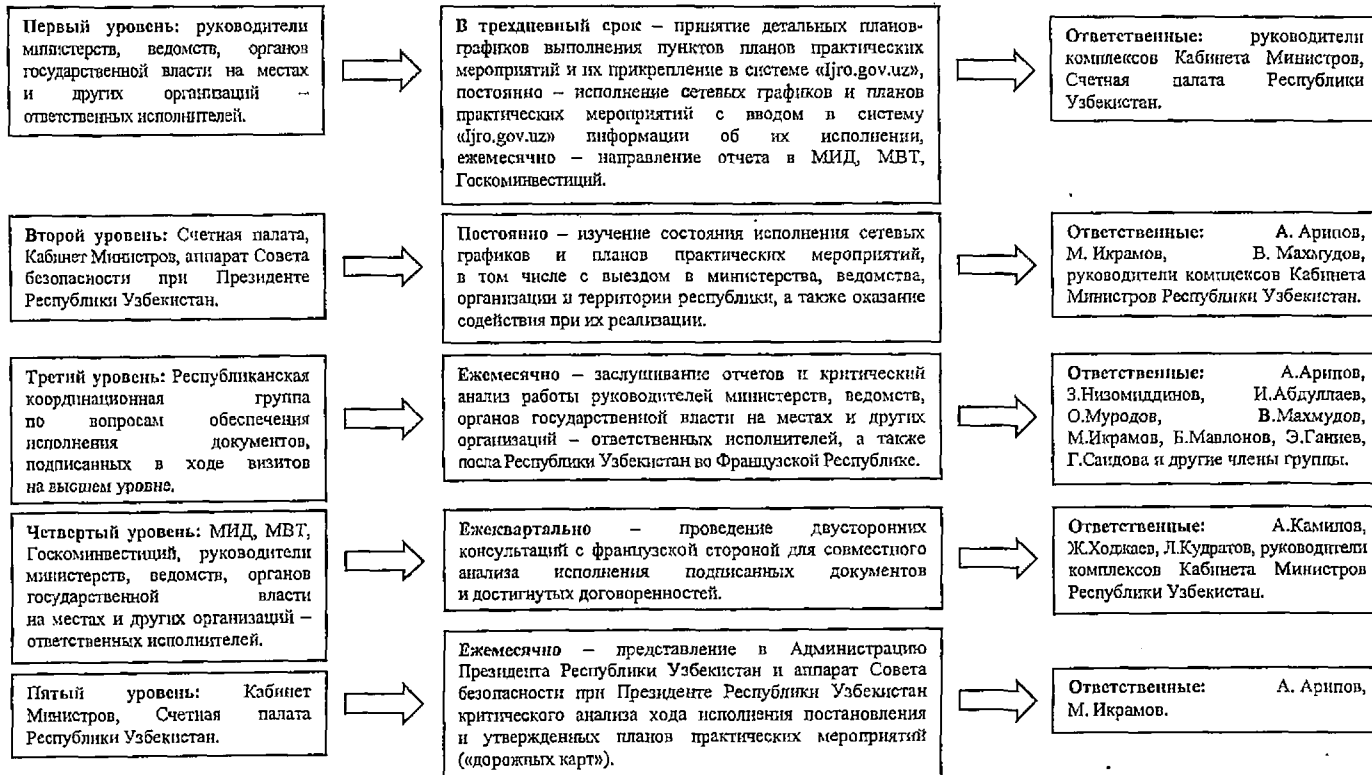 Первый уровень: руководители
министерств, ведомств, органов
государственной власти на местах
и других организаций –
ответственных исполнителей.
В трехдневный срок – принятие детальных планов-
графиков выполнения пунктов планов практических
мероприятий и их прикрепление в системе «Ijro.gov.uz»,
постоянно – исполнение сетевых графиков и планов
практических мероприятий с вводом в систему
«Ijro.gov.uz» информации об их исполнении,
ежемесячно – направление отчета в МИД, МВТ,
Госкоминвестиций.
Ответственные: руководители
комплексов Кабинета Министров,
Счетная палата Республики
Узбекистан.
Второй уровень: Счетная палата,
Кабинет Министров, аппарат Совета
безопасности при Президенте
Республики Узбекистан.
Постоянно – изучение состояния исполнения сетевых
графиков и планов практических мероприятий,
в том числе с выездом в министерства, ведомства,
организации и территории республики, а также оказание
содействия при их реализации.
Ответственные: А. Арипов,
М. Икрамов, В. Махмудов,
руководители комплексов Кабинета
Министров Республики Узбекистан.
Третий уровень: Республиканская
координационная группа
по вопросам обеспечения
исполнения документов,
подписанных в ходе визитов
на высшем уровне.
Ежемесячно – заслушивание отчетов и критический
анализ работы руководителей министерств, ведомств,
органов государственной власти на местах и других
организаций – ответственных исполнителей, а также
посла Республики Узбекистан во Французской Республике.
Ответственные: А.Арипов,
З.Низомиддинов, И.Абдуллаев,
О.Муродов, В.Махмудов,
М.Икрамов, Б.Мавлонов, Э.Ганиев,
Г.Саидова и другие члены группы.
Четвертый уровень: МИД, МВТ,
Госкоминвестиций, руководители
министерств, ведомств, органов
государственной власти
на местах и других организаций –
ответственных исполнителей.
Ежеквартально – проведение двусторонних
консультаций с французской стороной для совместного
анализа исполнения подписанных документов
и достигнутых договоренностей.
Ответственные: А.Камилов,
Ж.Ходжаев, Л.Кудратов, руководители
комплексов Кабинета Министров
Республики Узбекистан.
Пятый уровень: Кабинет
Министров, Счетная палата
Республики Узбекистан.
Ежемесячно – представление в Администрацию
Президента Республики Узбекистан и аппарат Совета
безопасности при Президенте Республики Узбекистан
критического анализа хода исполнения постановления
и утвержденных планов практических мероприятий
(«дорожных карт»).
Ответственные: А. Арипов,
М. Икрамов.